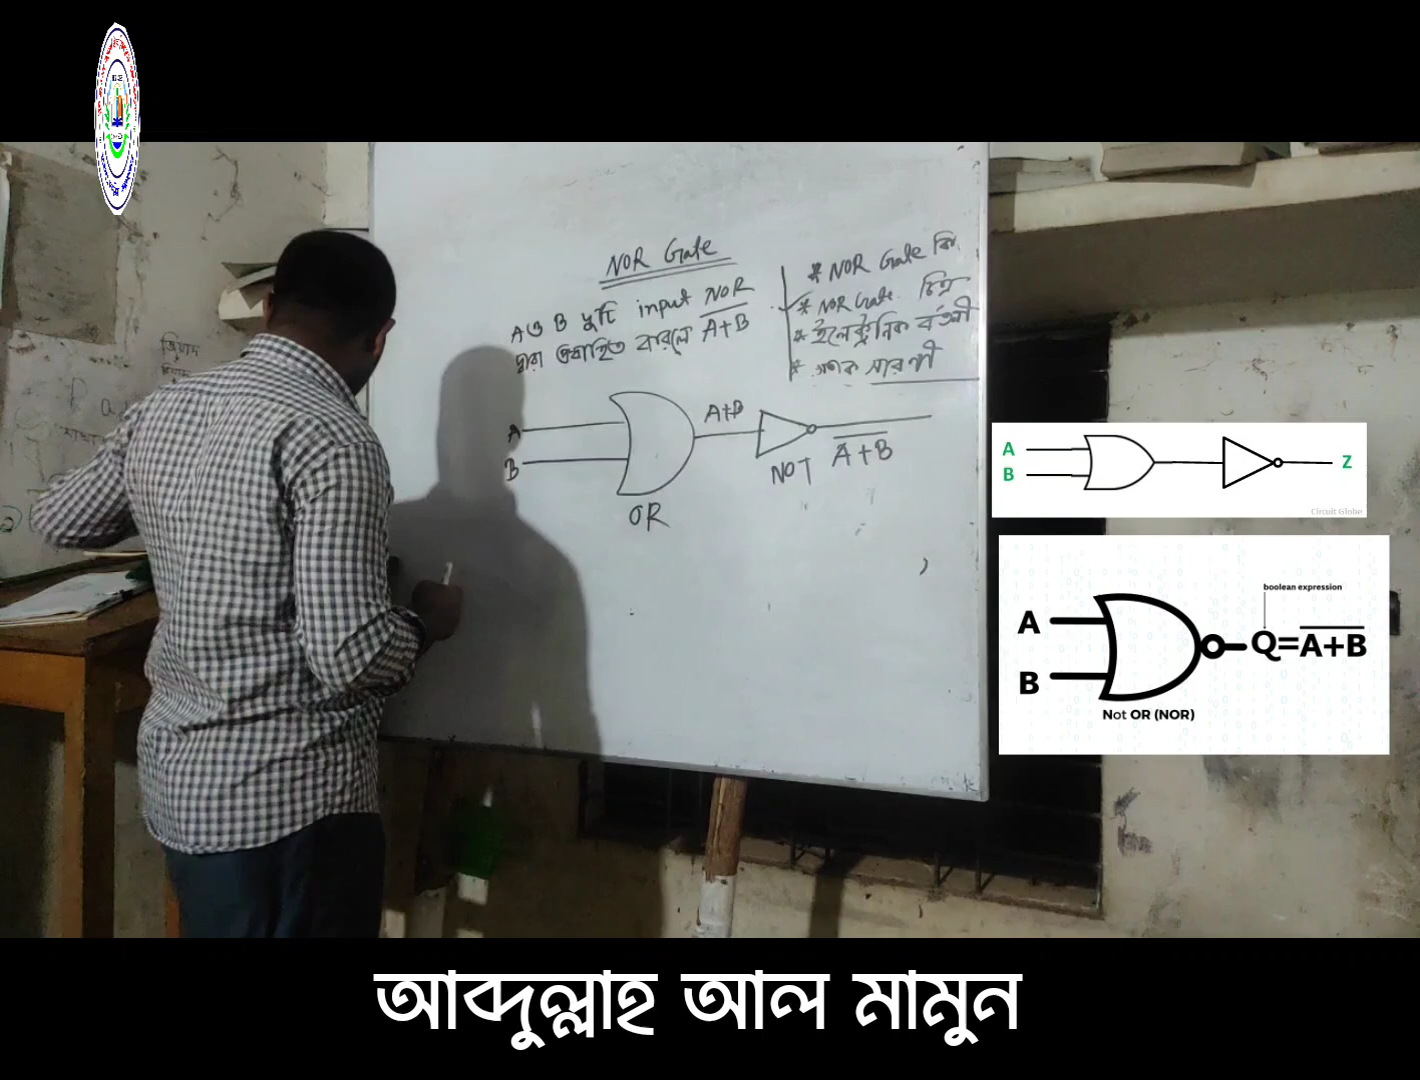 NOR Gate
A ও B দুটি input NOR
দ্বারা প্রবাহিত করলে A̅+̅B̅
* NOR Gate কি
* NOR Gate চিত্র
* ইলেক্ট্রনিক বর্তনী
* সত্যক সারণী
A
B
OR
A+B
NOT
A̅+̅B̅
A
B
Z
Circuit Globe
boolean expression
A
B
Q=A̅+̅B̅
Not OR (NOR)
আব্দুল্লাহ আল মামুন